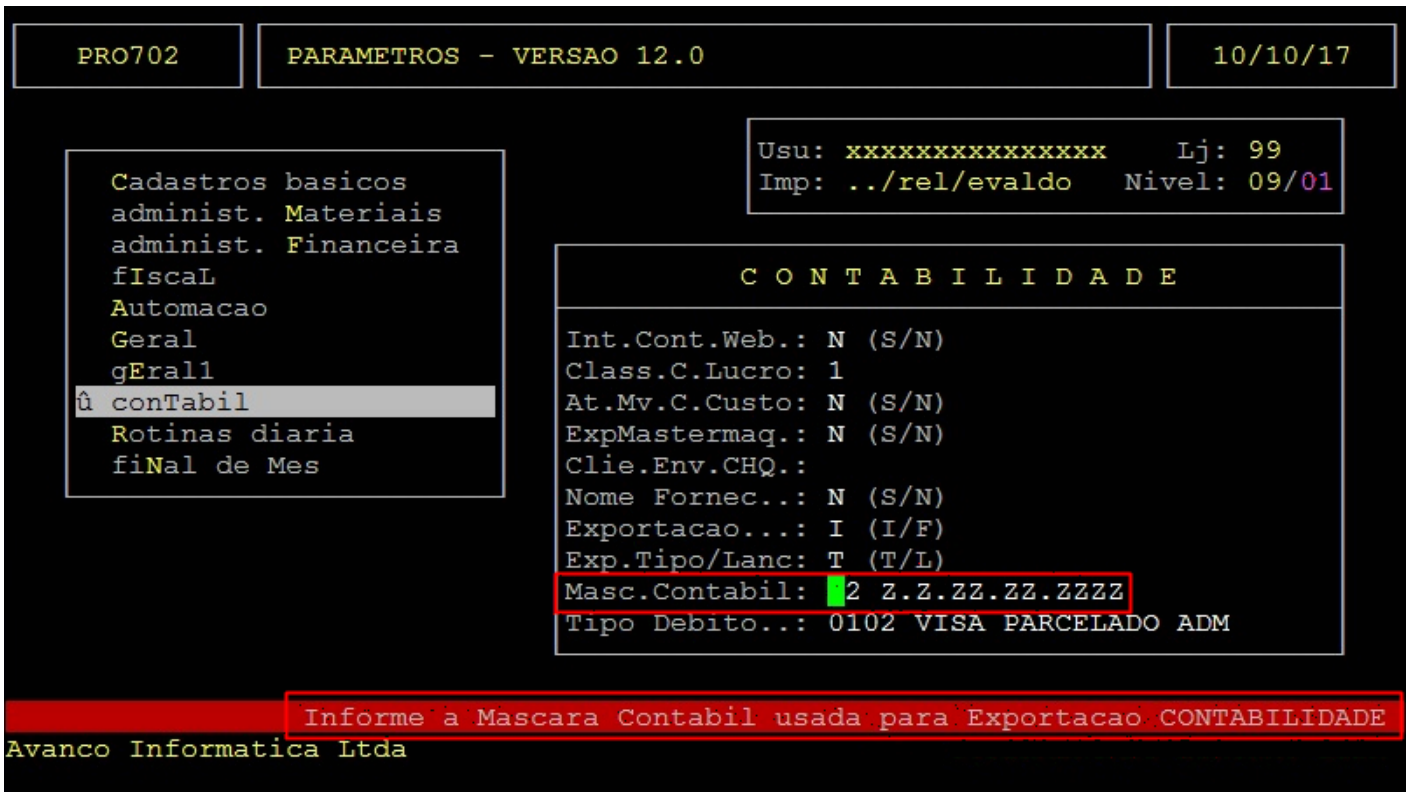 PRO702 PARAMETROS - VERSAO 12.0 10/10/17
Usu: xxxxxxxxxxxxxxx Lj: 99
Imp: ../rel/evaldo Nivel: 09/01
Cadastros basicos
administ. Materiais
administ. Financeira
fIscaL
Automacao
Geral
gEral1
û conTabil
Rotinas diaria
fiNal de Mes
C O N T A B I L I D A D E
Int.Cont.Web.: N (S/N)
Class.C.Lucro: 1
At.Mv.C.Custo: N (S/N)
ExpMastermaq.: N (S/N)
Clie.Env.CHQ.:
Nome Fornec..: N (S/N)
Exportacao...: I (I/F)
Exp.Tipo/Lanc: T (T/L)
Masc.Contabil: 2 Z.Z.ZZ.ZZ.ZZZZ
Tipo Debito..: 0102 VISA PARCELADO ADM
Informe a Mascara Contabil usada para Exportacao CONTABILIDADE
Avanco Informatica Ltda